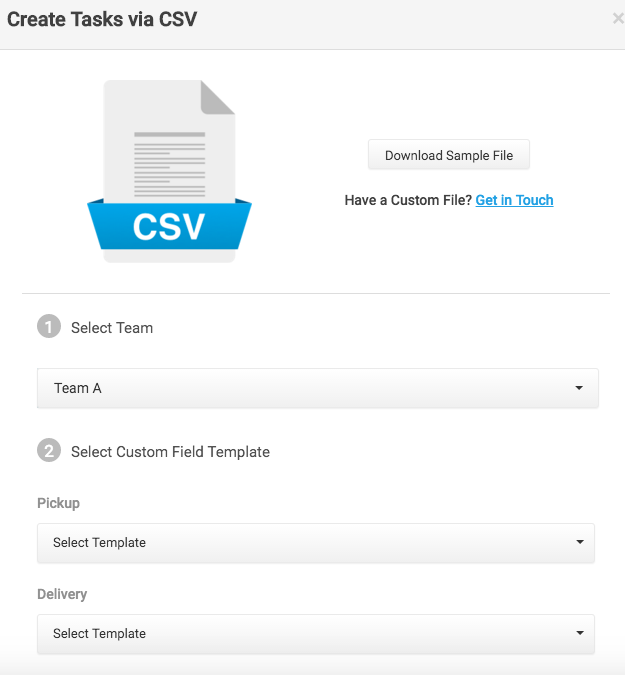 Create Tasks via CSV
×
CSV
Download Sample File
Have a Custom File? Get in Touch
1 Select Team
Team A
2 Select Custom Field Template
Pickup
Select Template
Delivery
Select Template